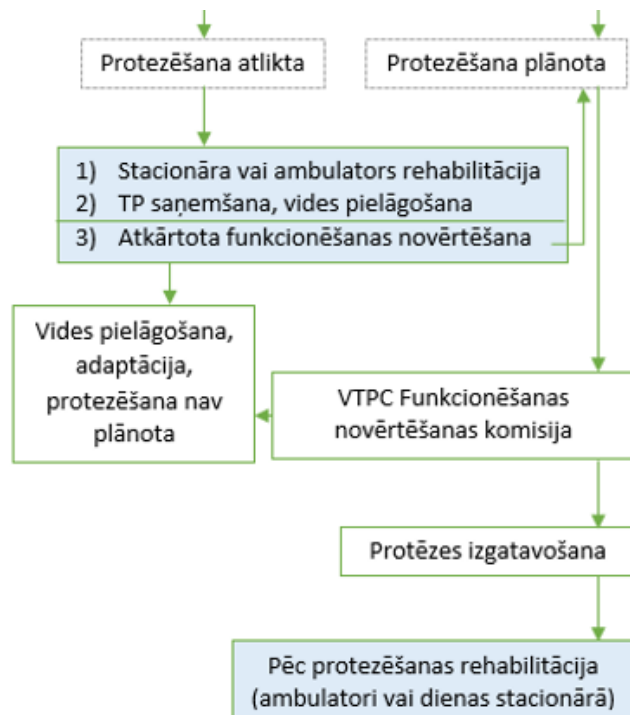 Protezēšana atlikta
Protezēšana plānota
1) Stacionāra vai ambulators rehabilitācija
2) TP saņemšana, vides pielāgošana
3) Atkārtota funkcionēšanas novērtēšana
Vides pielāgošana,
adaptācija,
protezēšana nav
plānota
VTPC Funkcionēšanas
novērtēšanas komisija
Protēzes izgatavošana
Pēc protezēšanas rehabilitācija
(ambulatori vai dienas stacionārā)